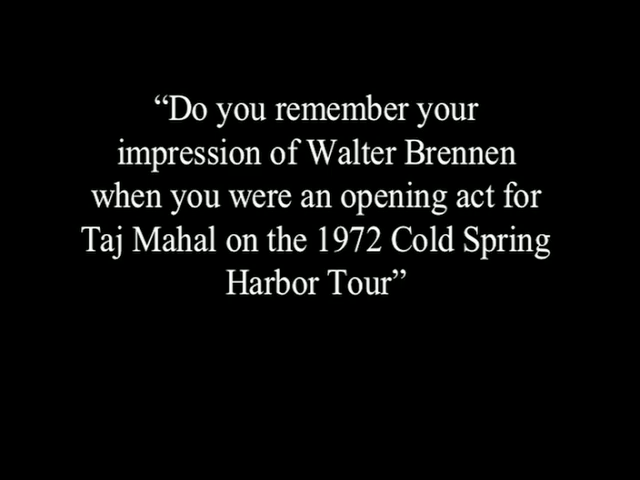 “Do you remember your
impression of Walter Brennen
when you were an opening act for
Taj Mahal on the 1972 Cold Spring
Harbor Tour”